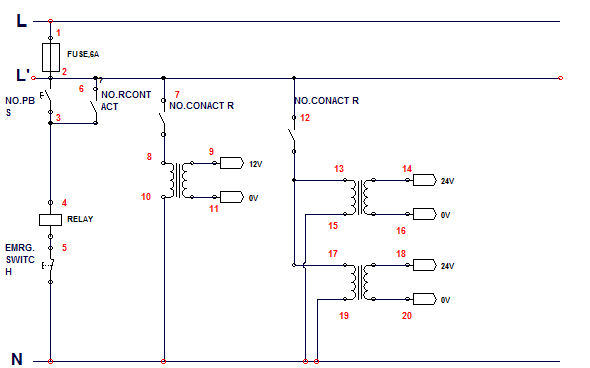 L
1
FUSE,6A
L'
2
7
6
NO.RCONT
ACT
7
NO.CONACT R
NO.CONACT R
NO.PB
S
3
12
8
9
12V
10
11
0V
13
14
24V
15
16
0V
4
RELAY
5
EMRG.
SWITC
H
17
18
24V
19
20
0V
N